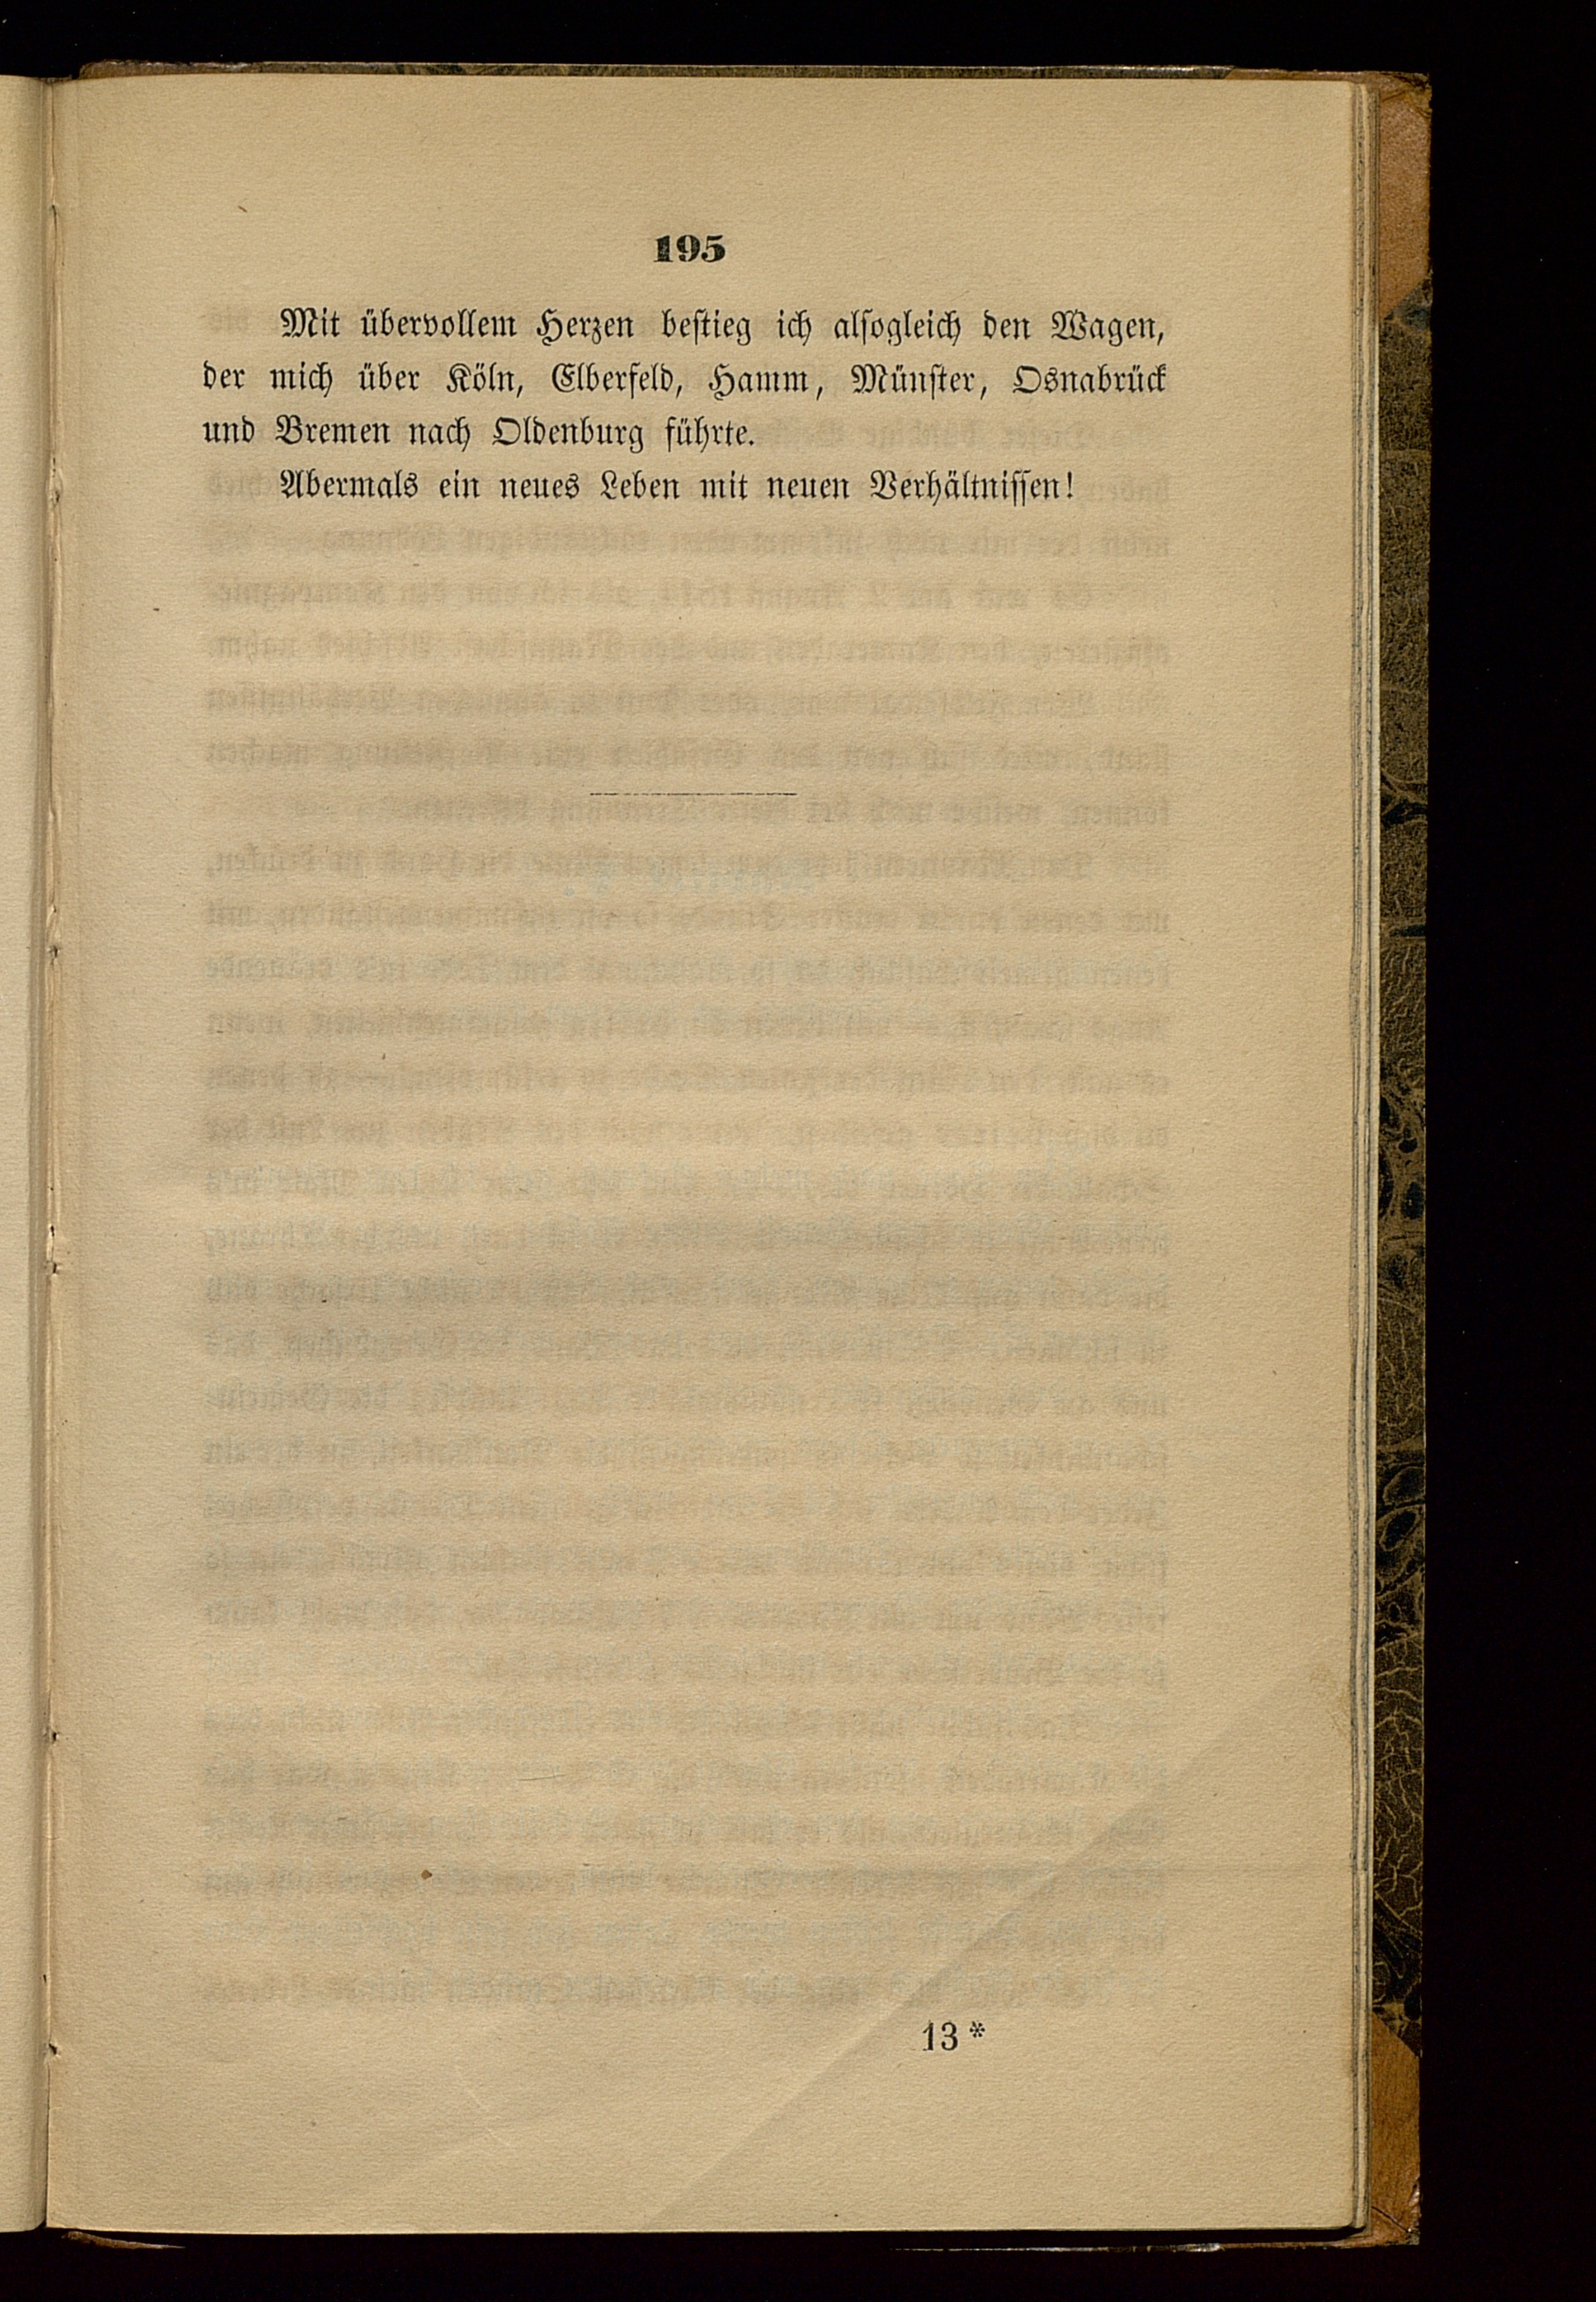 195
Mit übervollem Herzen bestieg ich alsogleich den Wagen,
der mich über Köln, Elberfeld, Hamm, Münster, Osnabrück
und Bremen nach Oldenburg führte.
Abermals ein neues Leben mit neuen Verhältnissen!
13*